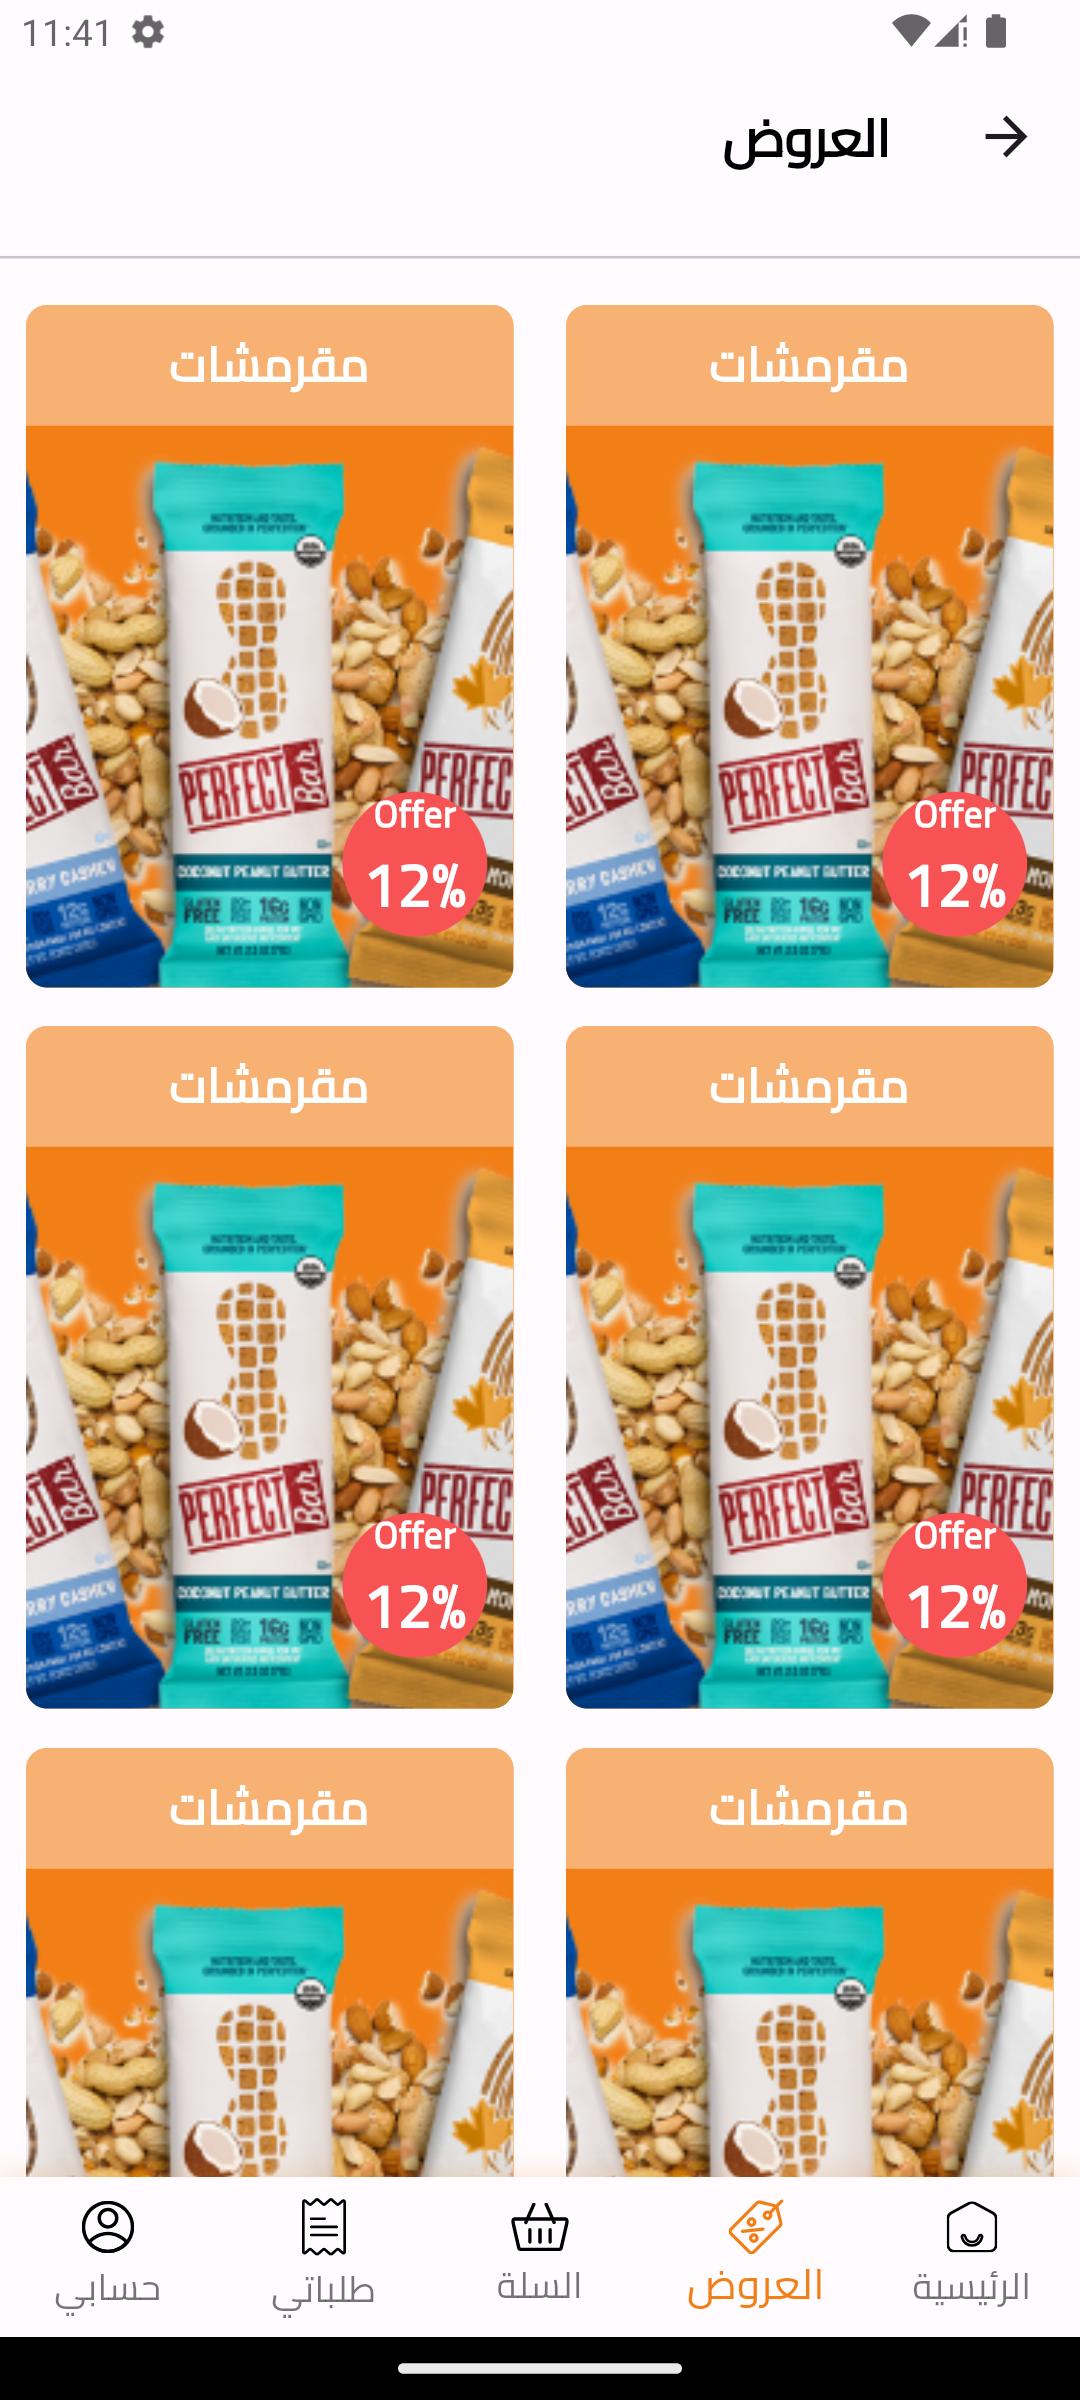 11:41
العروض
مقرمشات
مقرمشات
PERFECT Bar
COCONUT PEANUT BUTTER
Offer
12%
PERFECT Bar
COCONUT PEANUT BUTTER
Offer
12%
مقرمشات
مقرمشات
PERFECT Bar
COCONUT PEANUT BUTTER
Offer
12%
PERFECT Bar
COCONUT PEANUT BUTTER
Offer
12%
مقرمشات
مقرمشات
الرئيسية
العروض
السلة
طلباتي
حسابي